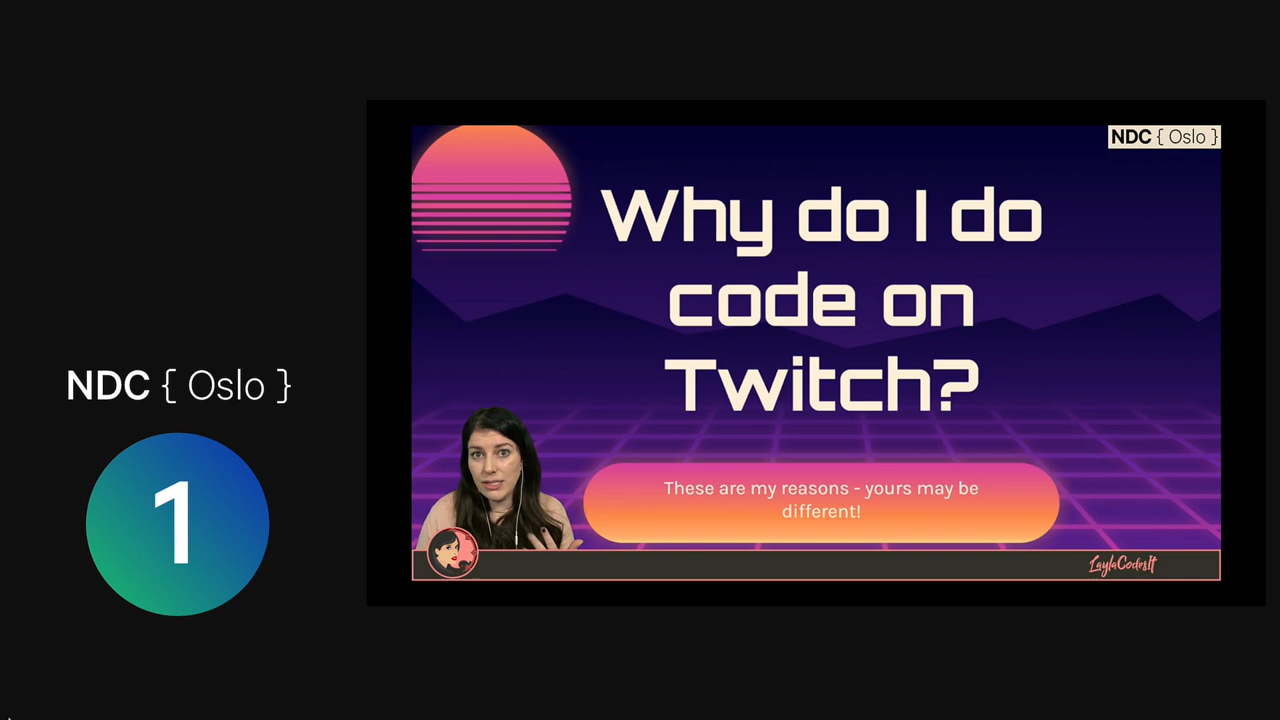 NDC { Oslo }
1
NDC { Oslo }
Why do I do
code on
Twitch?
These are my reasons - yours may be
different!
LaylaCodesIt